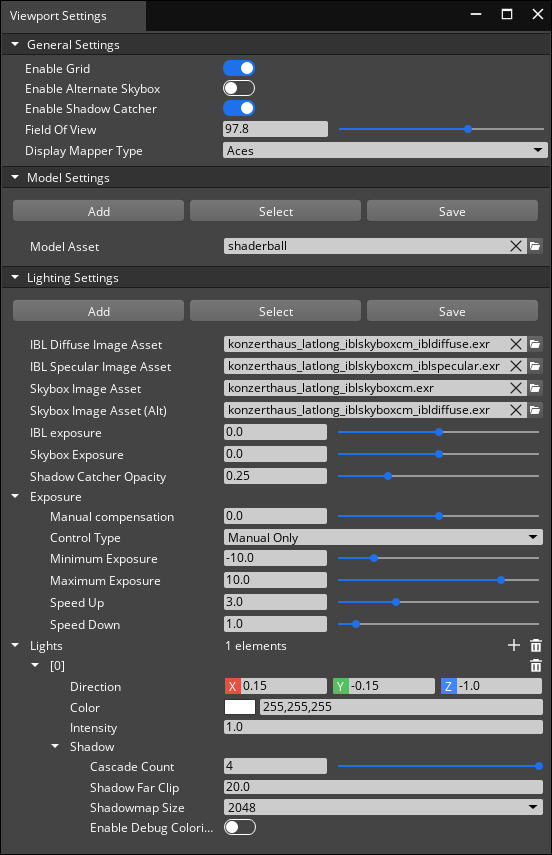 Viewport Settings
General Settings
Enable Grid
Enable Alternate Skybox
Enable Shadow Catcher
Field Of View 97.8
Display Mapper Type Aces
Model Settings
Add Select Save
Model Asset shaderball
Lighting Settings
Add Select Save
IBL Diffuse Image Asset konzerthaus_latlong_iblskyboxcm_ibldiffuse.exr
IBL Specular Image Asset konzerthaus_latlong_iblskyboxcm_iblspecular.exr
Skybox Image Asset konzerthaus_latlong_iblskyboxcm.exr
Skybox Image Asset (Alt) konzerthaus_latlong_iblskyboxcm_ibldiffuse.exr
IBL exposure 0.0
Skybox Exposure 0.0
Shadow Catcher Opacity 0.25
Exposure
Manual compensation 0.0
Control Type Manual Only
Minimum Exposure -10.0
Maximum Exposure 10.0
Speed Up 3.0
Speed Down 1.0
Lights 1 elements
[0]
Direction X 0.15 Y -0.15 Z -1.0
Color 255,255,255
Intensity 1.0
Shadow
Cascade Count 4
Shadow Far Clip 20.0
Shadowmap Size 2048
Enable Debug Colori...